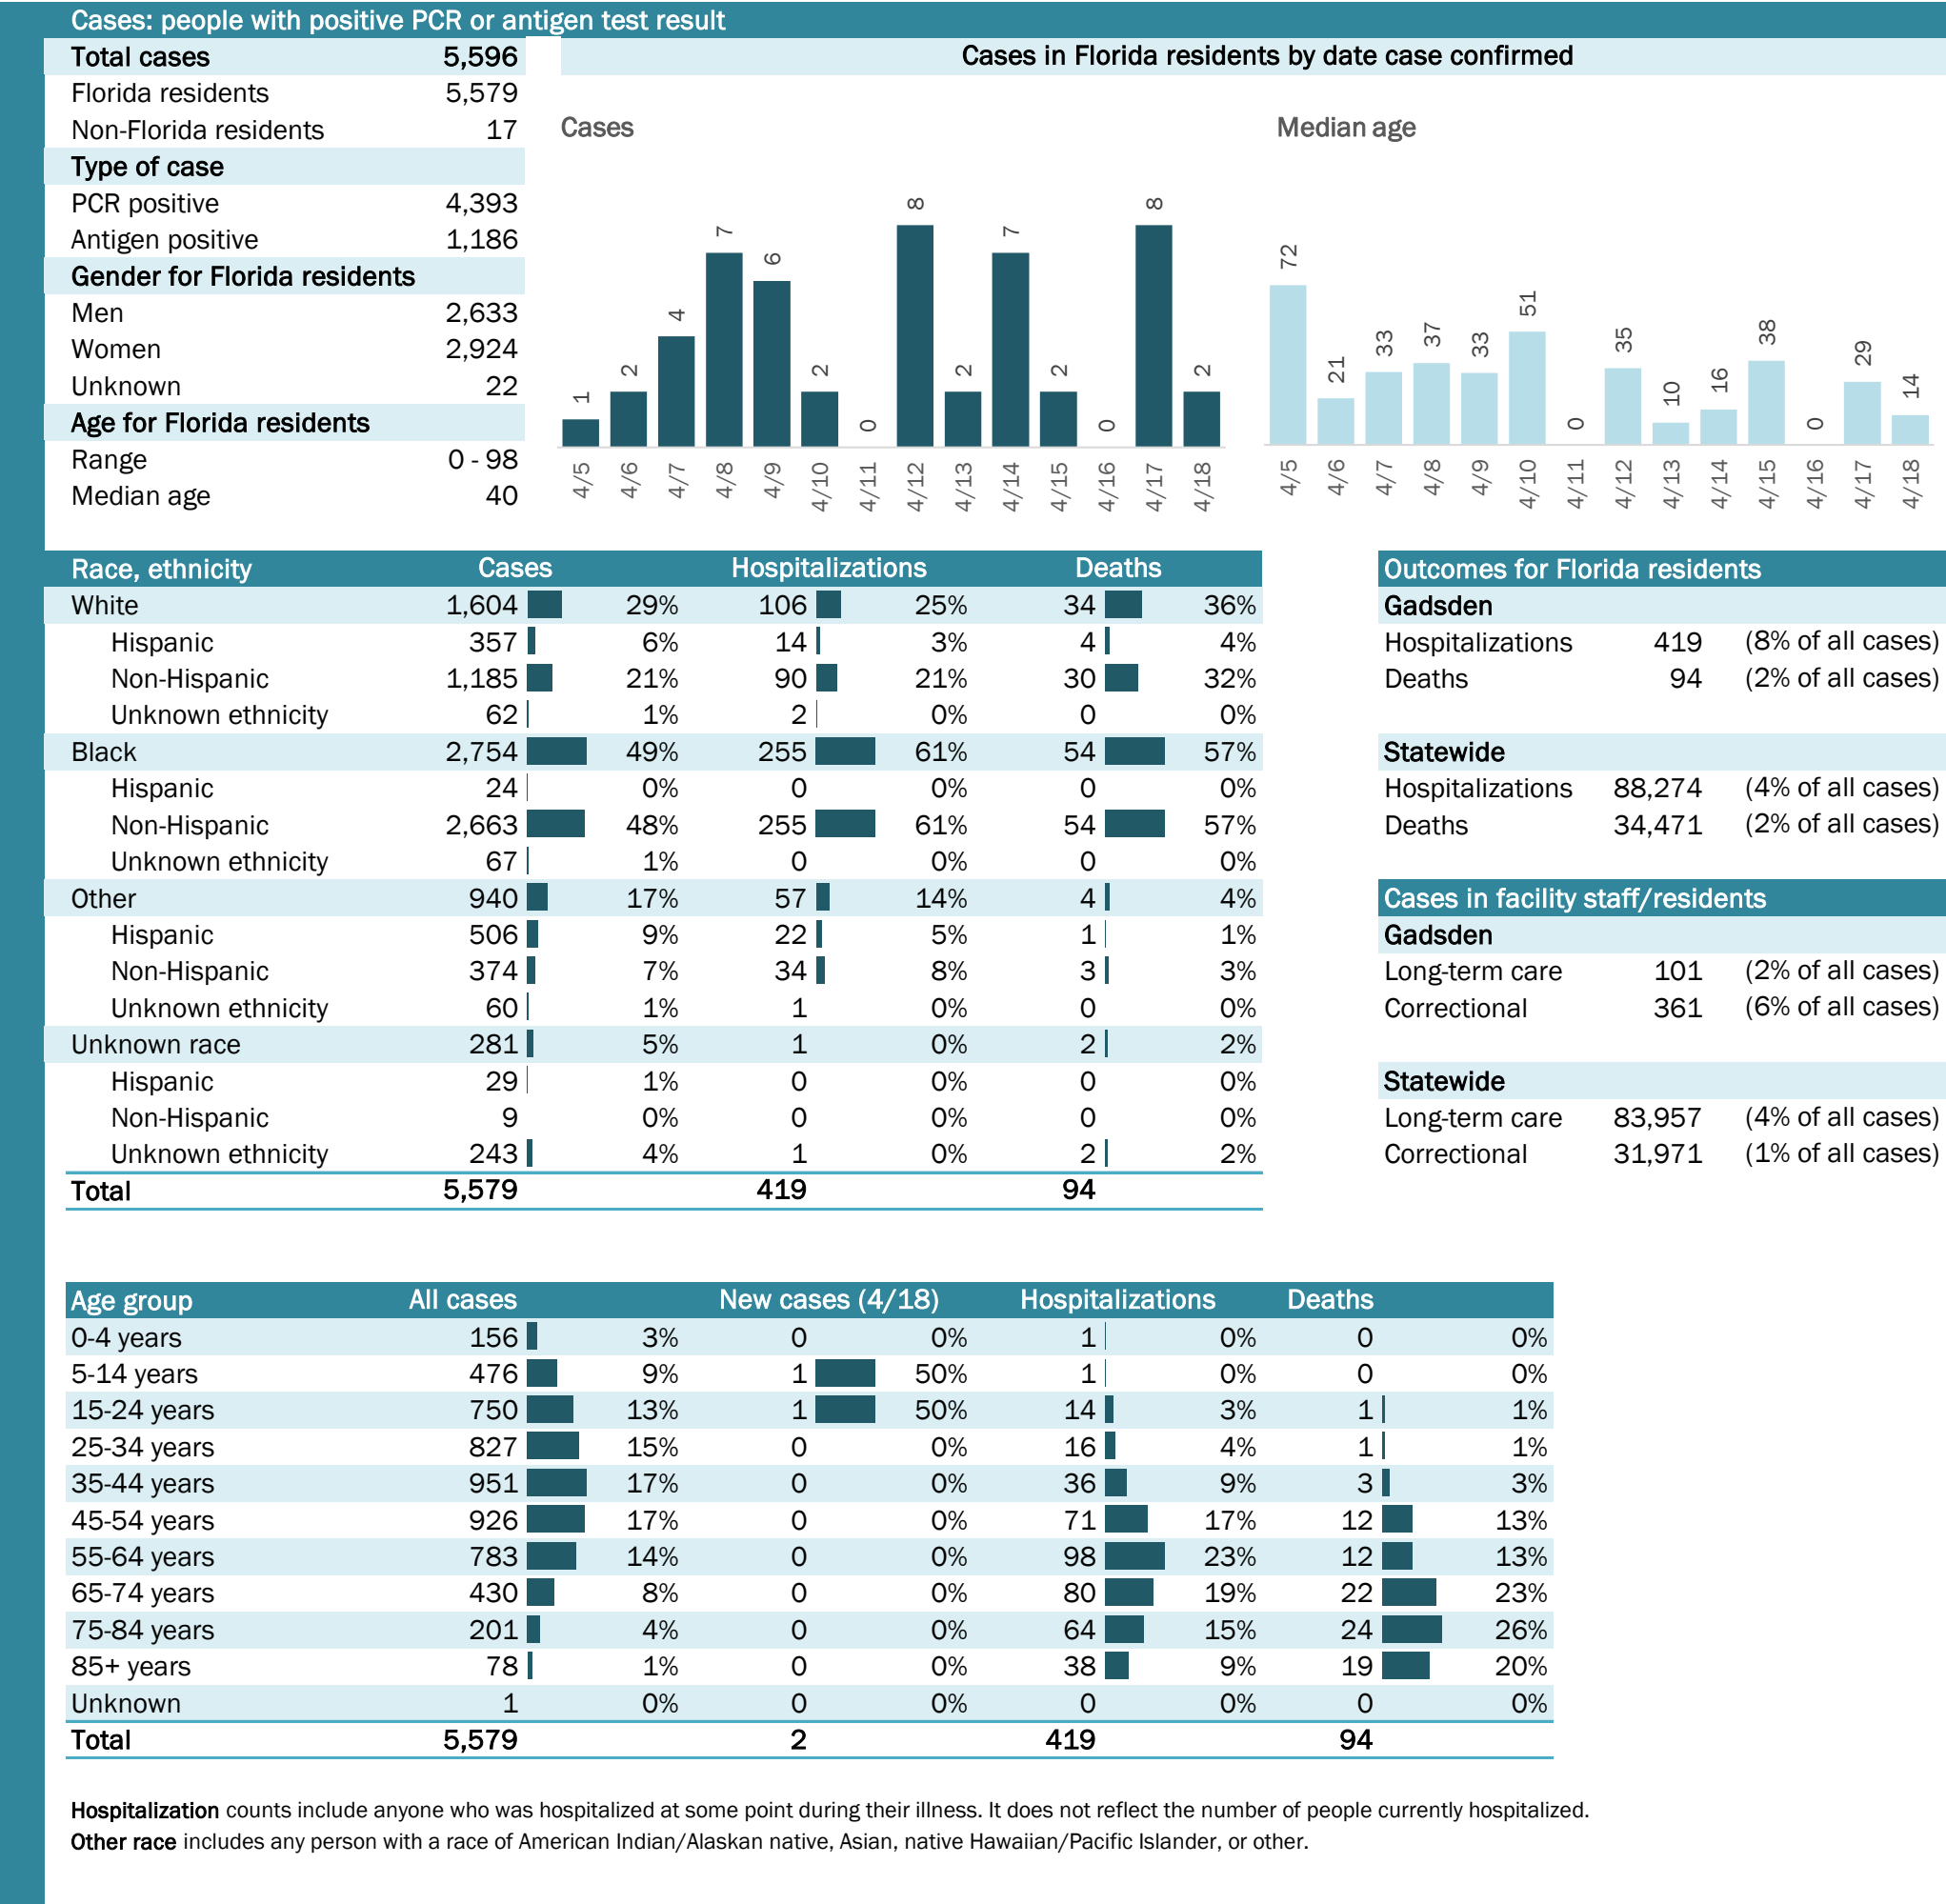 Cases: people with positive PCR or antigen test result
Total cases 5,596
Florida residents 5,579
Non-Florida residents 17
Type of case
PCR positive 4,393
Antigen positive 1,186
Gender for Florida residents
Men 2,633
Women 2,924
Unknown 22
Age for Florida residents
Range 0 - 98
Median age 40
Cases in Florida residents by date case confirmed
Cases
1 2 4 7 6 2 0 8 2 7 2 0 8 2
4/5 4/6 4/7 4/8 4/9 4/10 4/11 4/12 4/13 4/14 4/15 4/16 4/17 4/18
Median age
72 21 33 37 33 51 0 35 10 16 38 0 29 14
4/5 4/6 4/7 4/8 4/9 4/10 4/11 4/12 4/13 4/14 4/15 4/16 4/17 4/18
Race, ethnicity Cases Hospitalizations Deaths
White 1,604 29% 106 25% 34 36%
Hispanic 357 6% 14 3% 4 4%
Non-Hispanic 1,185 21% 90 21% 30 32%
Unknown ethnicity 62 1% 2 0% 0 0%
Black 2,754 49% 255 61% 54 57%
Hispanic 24 0% 0 0% 0 0%
Non-Hispanic 2,663 48% 255 61% 54 57%
Unknown ethnicity 67 1% 0 0% 0 0%
Other 940 17% 57 14% 4 4%
Hispanic 506 9% 22 5% 1 1%
Non-Hispanic 374 7% 34 8% 3 3%
Unknown ethnicity 60 1% 1 0% 0 0%
Unknown race 281 5% 1 0% 2 2%
Hispanic 29 1% 0 0% 0 0%
Non-Hispanic 9 0% 0 0% 0 0%
Unknown ethnicity 243 4% 1 0% 2 2%
Total 5,579 419 94
Outcomes for Florida residents
Gadsden
Hospitalizations 419 (8% of all cases)
Deaths 94 (2% of all cases)
Statewide
Hospitalizations 88,274 (4% of all cases)
Deaths 34,471 (2% of all cases)
Cases in facility staff/residents
Gadsden
Long-term care 101 (2% of all cases)
Correctional 361 (6% of all cases)
Statewide
Long-term care 83,957 (4% of all cases)
Correctional 31,971 (1% of all cases)
Age group All cases New cases (4/18) Hospitalizations Deaths
0-4 years 156 3% 0 0% 1 0% 0 0%
5-14 years 476 9% 1 50% 1 0% 0 0%
15-24 years 750 13% 1 50% 14 3% 1 1%
25-34 years 827 15% 0 0% 16 4% 1 1%
35-44 years 951 17% 0 0% 36 9% 3 3%
45-54 years 926 17% 0 0% 71 17% 12 13%
55-64 years 783 14% 0 0% 98 23% 12 13%
65-74 years 430 8% 0 0% 80 19% 22 23%
75-84 years 201 4% 0 0% 64 15% 24 26%
85+ years 78 1% 0 0% 38 9% 19 20%
Unknown 1 0% 0 0% 0 0% 0 0%
Total 5,579 2 419 94
Hospitalization counts include anyone who was hospitalized at some point during their illness. It does not reflect the number of people currently hospitalized.
Other race includes any person with a race of American Indian/Alaskan native, Asian, native Hawaiian/Pacific Islander, or other.